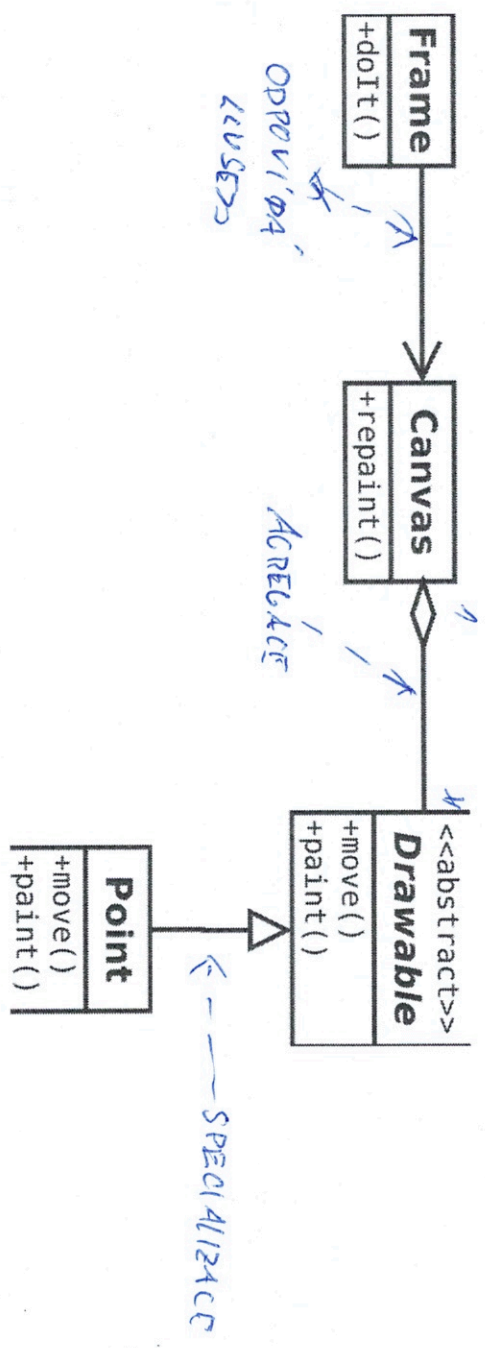 Frame
+doIt()
ODPOVÍDÁ
<<USE>>
Canvas
+repaint()
AGREGACE
1
N
<<abstract>>
Drawable
+move()
+paint()
SPECIALIZACE
Point
+move()
+paint()